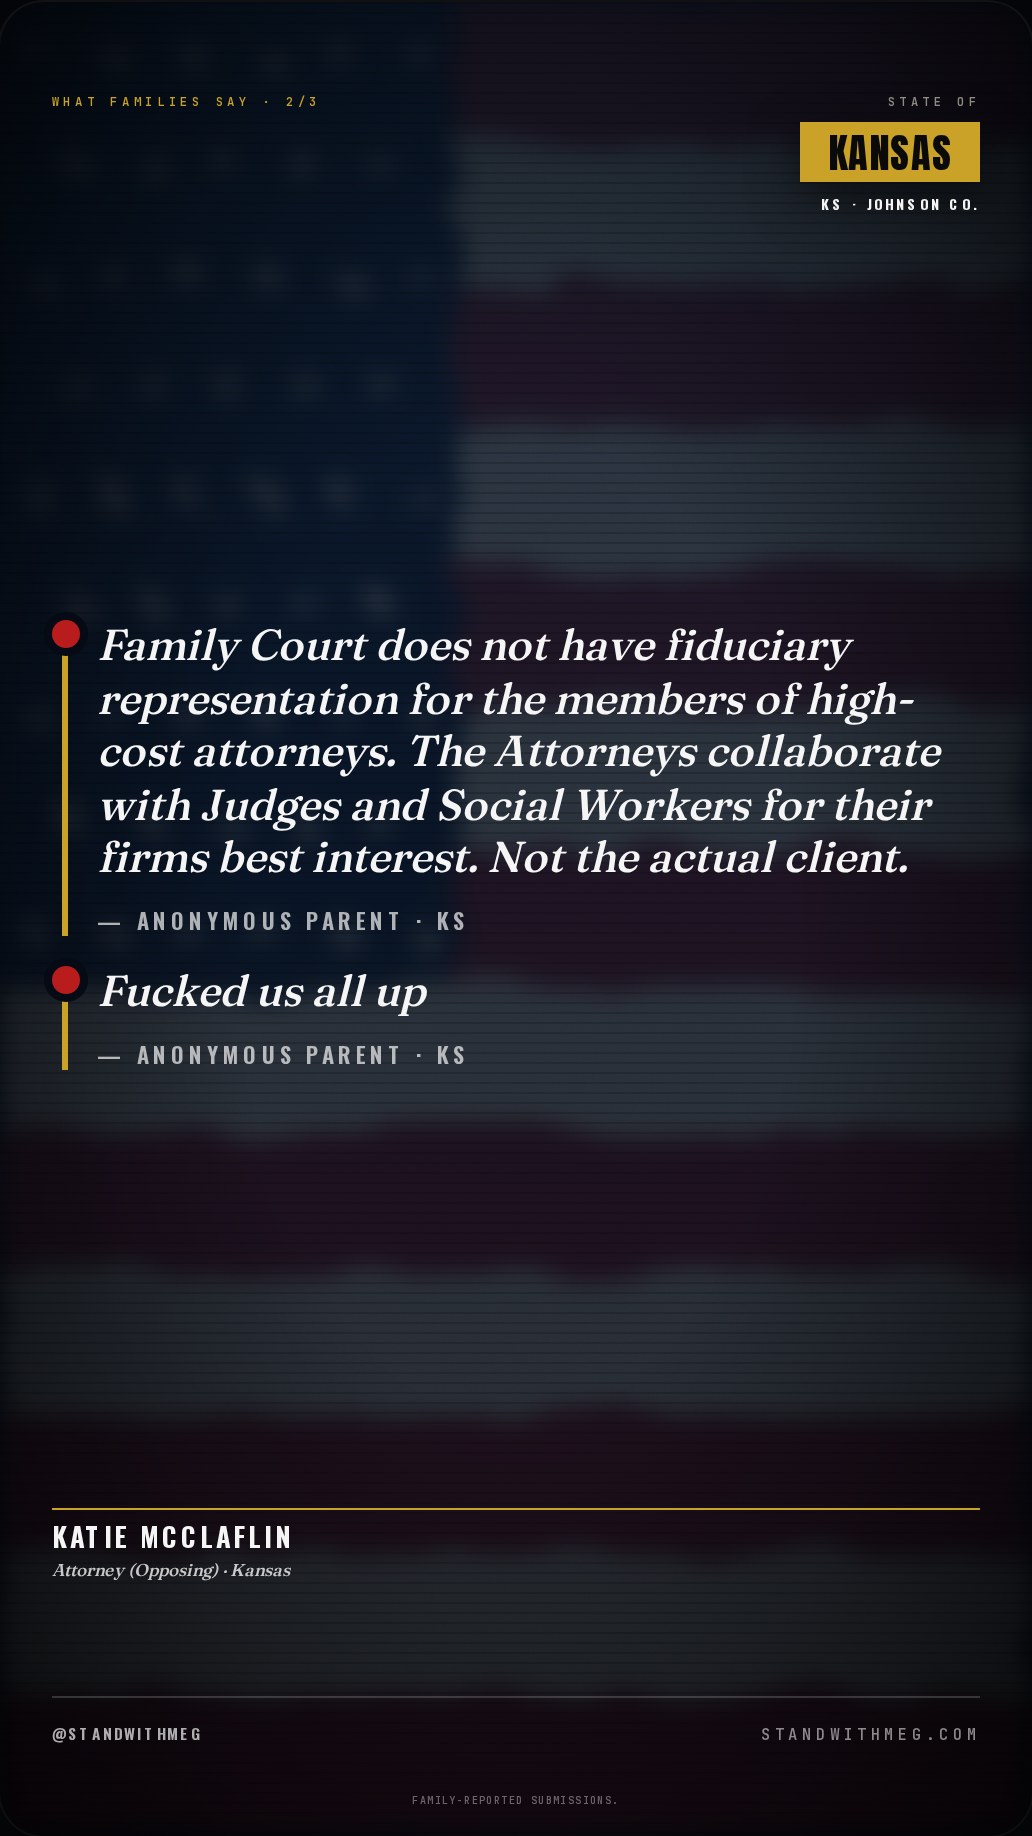 WHAT FAMILIES SAY · 2/3
STATE OF
KANSAS
KS · JOHNSON CO.
Family Court does not have fiduciary
representation for the members of high-
cost attorneys. The Attorneys collaborate
with Judges and Social Workers for their
firms best interest. Not the actual client.
— ANONYMOUS PARENT · KS
Fucked us all up
— ANONYMOUS PARENT · KS
KATIE MCCLAFLIN
Attorney (Opposing) · Kansas
@STANDWITHMEG
STANDWITHMEG.COM
FAMILY-REPORTED SUBMISSIONS.